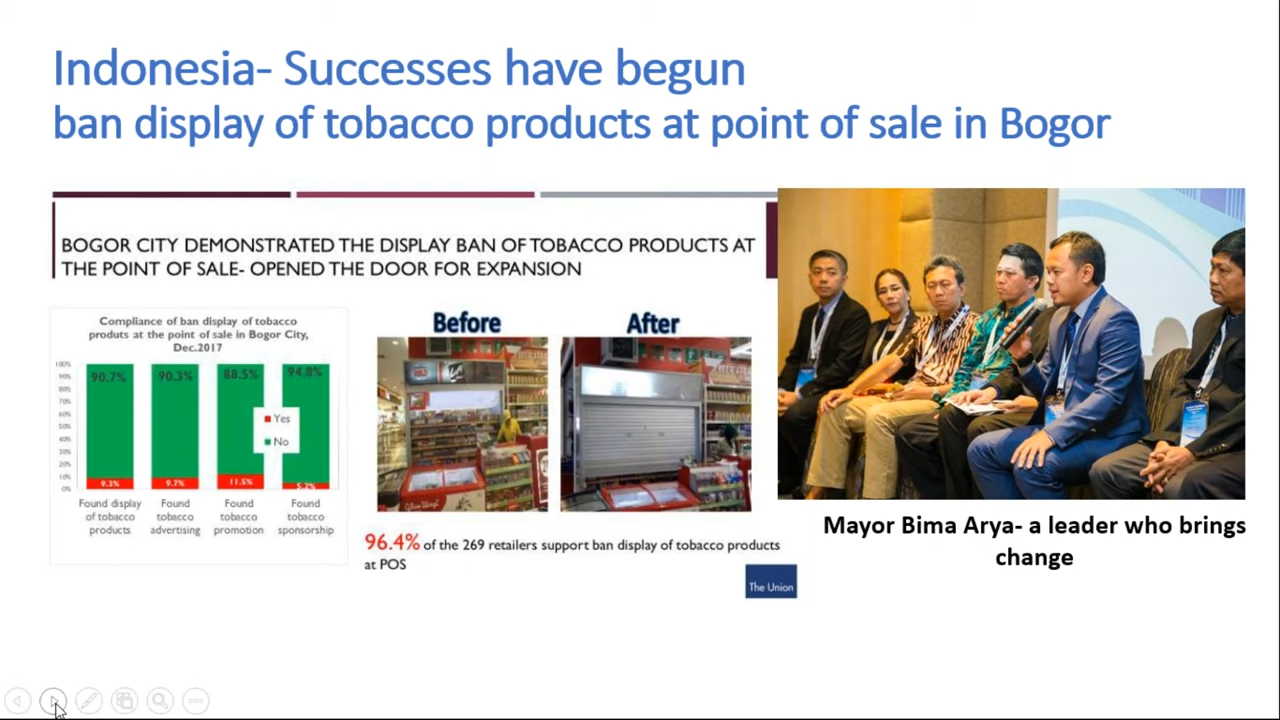 Indonesia- Successes have begun
ban display of tobacco products at point of sale in Bogor
BOGOR CITY DEMONSTRATED THE DISPLAY BAN OF TOBACCO PRODUCTS AT
THE POINT OF SALE- OPENED THE DOOR FOR EXPANSION
Compliance of ban display of tobacco
produts at the point of sale in Bogor City,
Dec.2017
100%
90%
80%
70%
60%
50%
40%
30%
20%
10%
0%
90.7%
90.3%
88.5%
94.8%
Yes
No
9.3%
9.7%
11.5%
5.2%
Found display
of tobacco
products
Found
tobacco
advertising
Found
tobacco
promotion
Found
tobacco
sponsorship
Before
After
96.4% of the 269 retailers support ban display of tobacco products
at POS
The Union
Mayor Bima Arya- a leader who brings
change